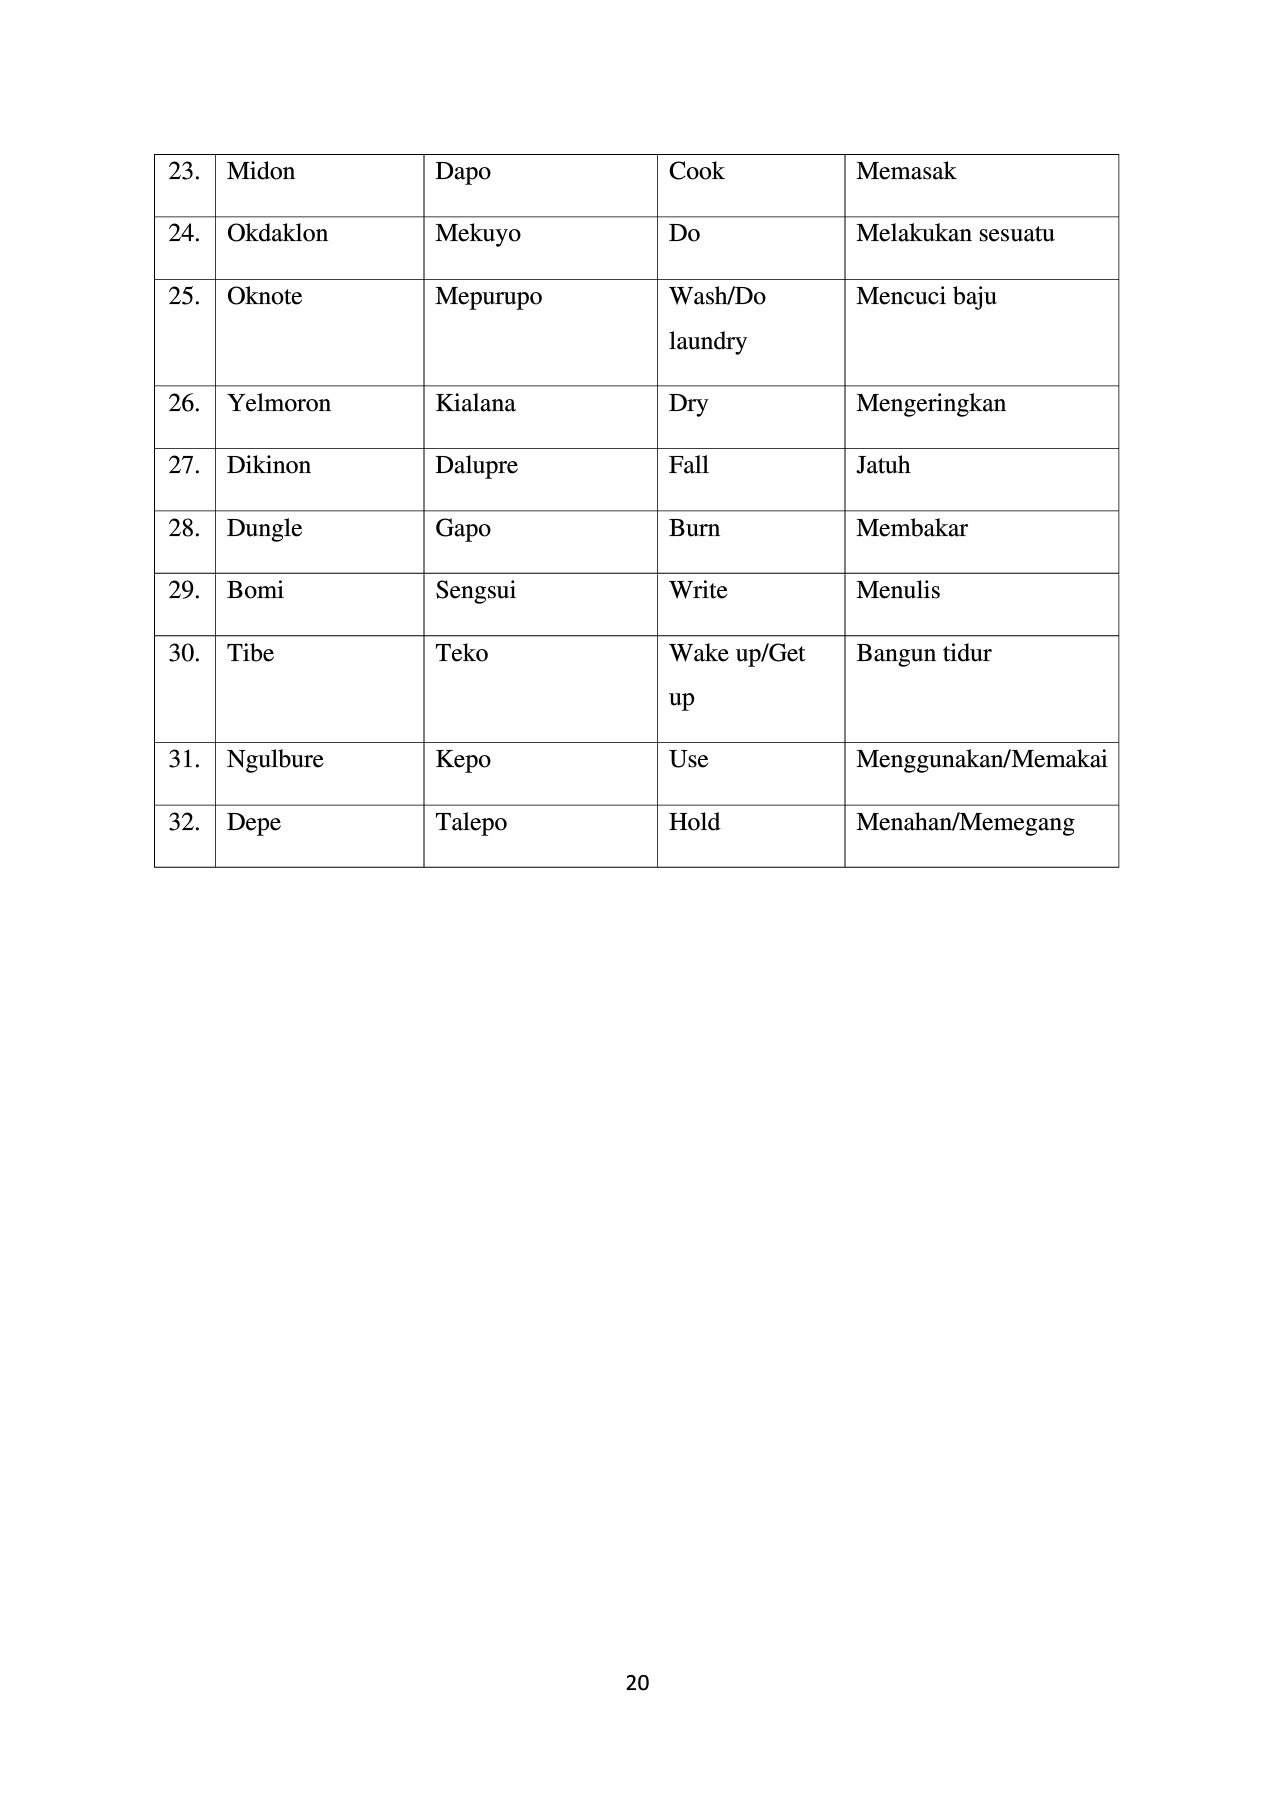 23. Midon Dapo Cook Memasak
24. Okdaklon Mekuyo Do Melakukan sesuatu
25. Oknote Mepurupo Wash/Do Mencuci baju
laundry
26. Yelmoron Kialana Dry Mengeringkan
27. Dikinon Dalupre Fall Jatuh
28. Dungle Gapo Burn Membakar
29. Bomi Sengsui Write Menulis
30. Tibe Teko Wake up/Get Bangun tidur
up
31. Ngulbure Kepo Use Menggunakan/Memakai
32. Depe Talepo Hold Menahan/Memegang
20